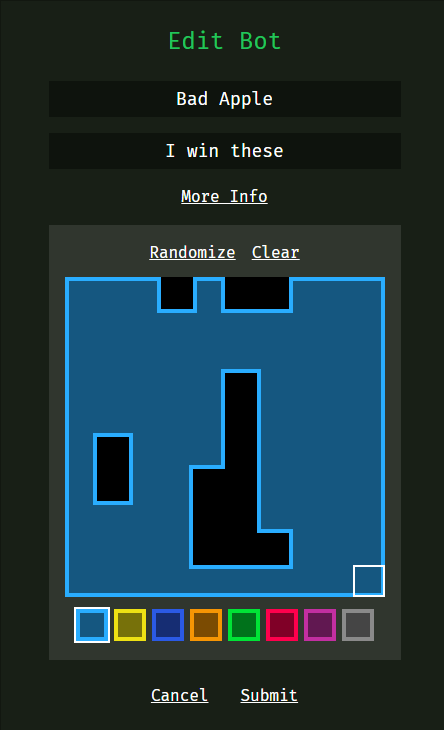 Edit Bot
Bad Apple
I win these
More Info
Randomize Clear
Cancel Submit